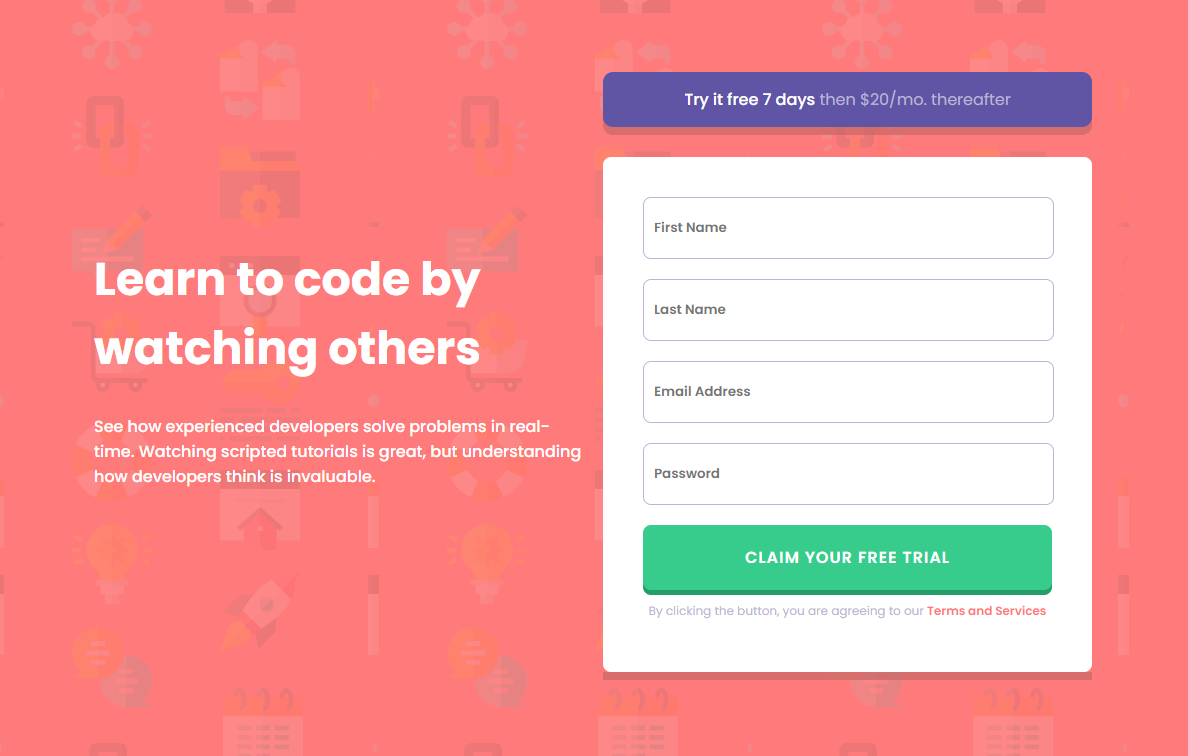 Learn to code by
watching others
See how experienced developers solve problems in real-
time. Watching scripted tutorials is great, but understanding
how developers think is invaluable.
Try it free 7 days then $20/mo. thereafter
First Name
Last Name
Email Address
Password
CLAIM YOUR FREE TRIAL
By clicking the button, you are agreeing to our Terms and Services